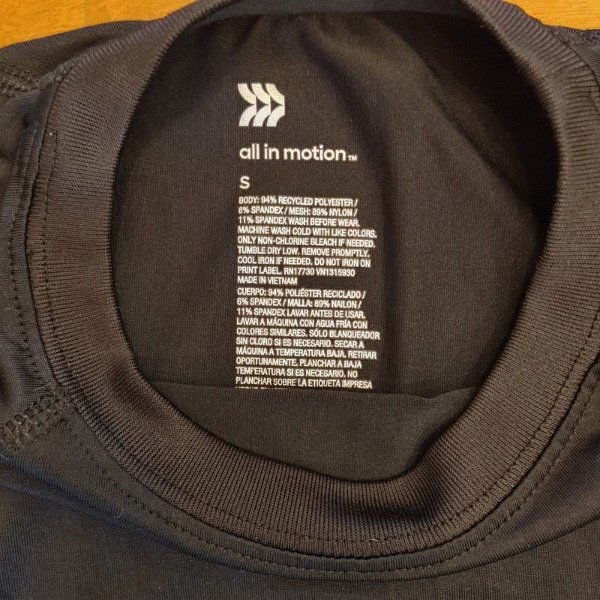 all in motion™
S
BODY: 94% RECYCLED POLYESTER /
6% SPANDEX / MESH: 89% NYLON /
11% SPANDEX WASH BEFORE WEAR.
MACHINE WASH COLD WITH LIKE COLORS.
ONLY NON-CHLORINE BLEACH IF NEEDED.
TUMBLE DRY LOW. REMOVE PROMPTLY.
COOL IRON IF NEEDED. DO NOT IRON ON
PRINT LABEL. RN17730 VN1315930
MADE IN VIETNAM
CUERPO: 94% POLIÉSTER RECICLADO /
6% SPANDEX / MALLA: 89% NAILON /
11% SPANDEX LAVAR ANTES DE USAR.
LAVAR A MÁQUINA CON AGUA FRÍA CON
COLORES SIMILARES. SÓLO BLANQUEADOR
SIN CLORO SI ES NECESARIO. SECAR A
MÁQUINA A TEMPERATURA BAJA. RETIRAR
OPORTUNAMENTE. PLANCHAR A BAJA
TEMPERATURA SI ES NECESARIO. NO
PLANCHAR SOBRE LA ETIQUETA IMPRESA